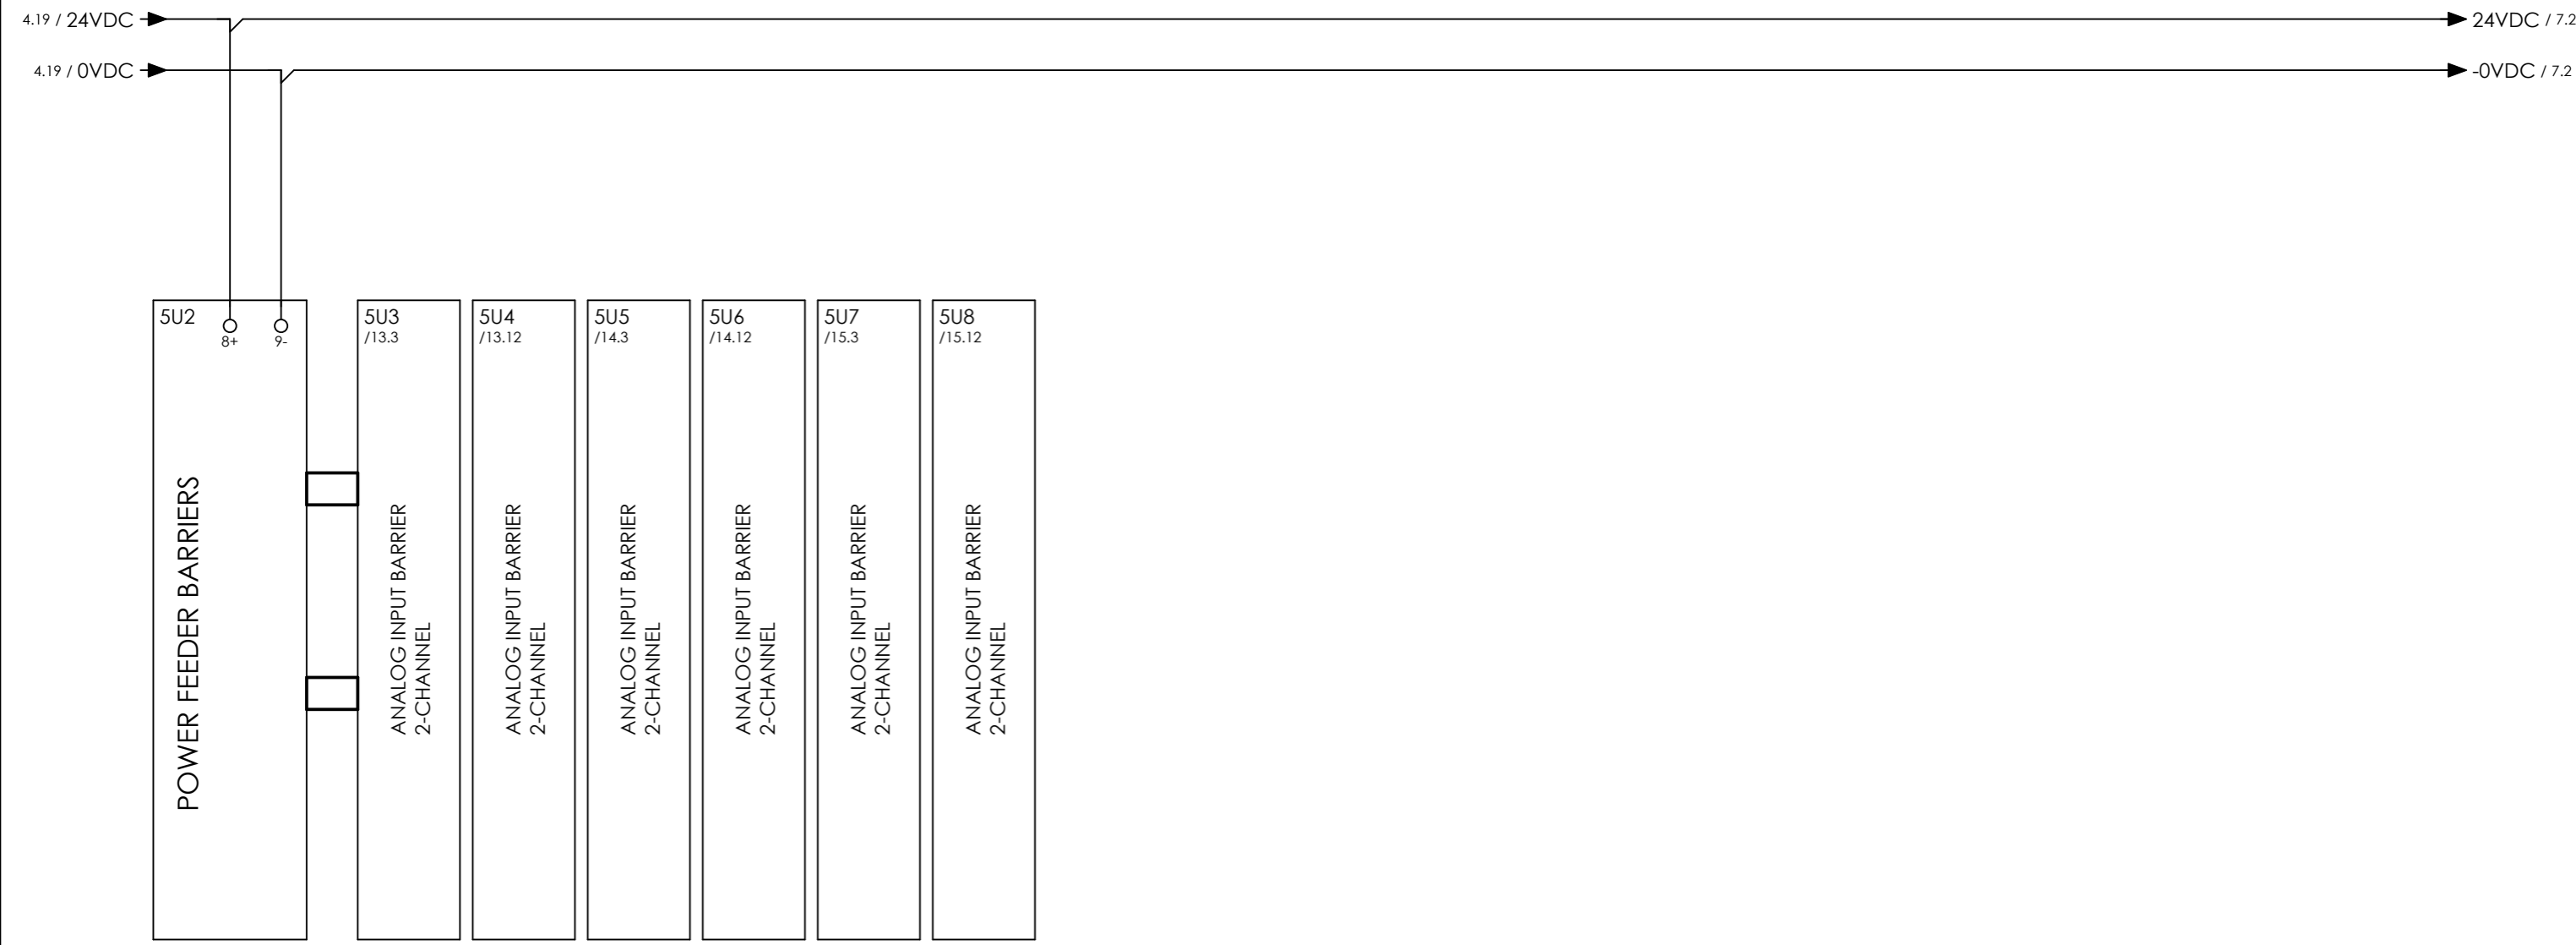 4.19 / 24VDC
24VDC / 7.2
4.19 / 0VDC
-0VDC / 7.2
5U2
8+
9-
POWER FEEDER BARRIERS
5U3
/13.3
ANALOG INPUT BARRIER
2-CHANNEL
5U4
/13.12
ANALOG INPUT BARRIER
2-CHANNEL
5U5
/14.3
ANALOG INPUT BARRIER
2-CHANNEL
5U6
/14.12
ANALOG INPUT BARRIER
2-CHANNEL
5U7
/15.3
ANALOG INPUT BARRIER
2-CHANNEL
5U8
/15.12
ANALOG INPUT BARRIER
2-CHANNEL